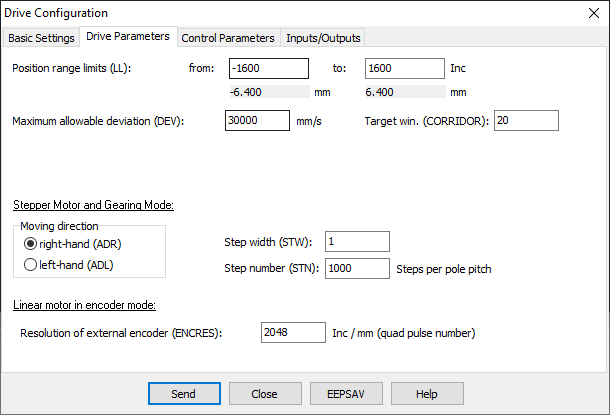 Drive Configuration
Basic Settings Drive Parameters Control Parameters Inputs/Outputs
Position range limits (LL): from: -1600 to: 1600 Inc
-6.400 mm 6.400 mm
Maximum allowable deviation (DEV): 30000 mm/s Target win. (CORRIDOR): 20
Stepper Motor and Gearing Mode:
Moving direction
right-hand (ADR) Step width (STW): 1
left-hand (ADL) Step number (STN): 1000 Steps per pole pitch
Linear motor in encoder mode:
Resolution of external encoder (ENCRES): 2048 Inc / mm (quad pulse number)
Send Close EEPSAV Help